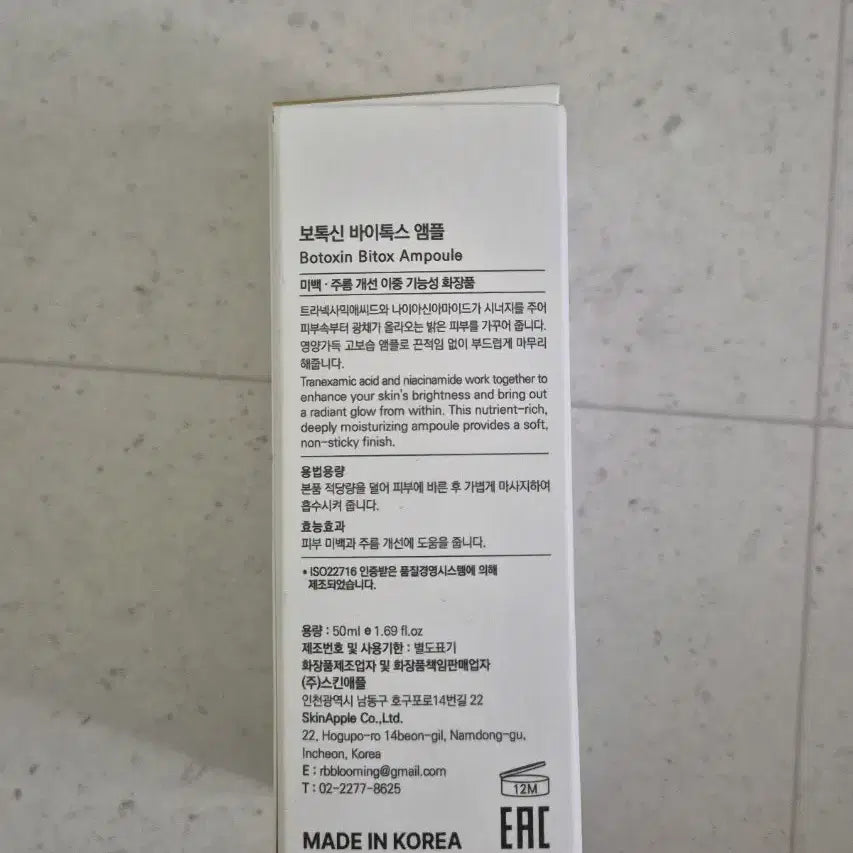 보톡신 바이톡스 앰플
Botoxin Bitox Ampoule
미백·주름 개선 이중 기능성 화장품
트라넥사믹애씨드와 나이아신아마이드가 시너지를 주어
피부속부터 광채가 올라오는 밝은 피부를 가꾸어 줍니다.
영양가득 고보습 앰플로 끈적임 없이 부드럽게 마무리
해줍니다.
Tranexamic acid and niacinamide work together to
enhance your skin's brightness and bring out
a radiant glow from within. This nutrient-rich,
deeply moisturizing ampoule provides a soft,
non-sticky finish.
용법용량
본품 적당량을 덜어 피부에 바른 후 가볍게 마사지하여
흡수시켜 줍니다.
효능효과
피부 미백과 주름 개선에 도움을 줍니다.
* ISO22716 인증받은 품질경영시스템에 의해
제조되었습니다.
용량 : 50ml ℮ 1.69 fl.oz
제조번호 및 사용기한 : 별도표기
화장품제조업자 및 화장품책임판매업자
(주)스킨애플
인천광역시 남동구 호구포로14번길 22
SkinApple Co.,Ltd.
22, Hogupo-ro 14beon-gil, Namdong-gu,
Incheon, Korea
E : rbblooming@gmail.com
T : 02-2277-8625
12M
MADE IN KOREA
EAC